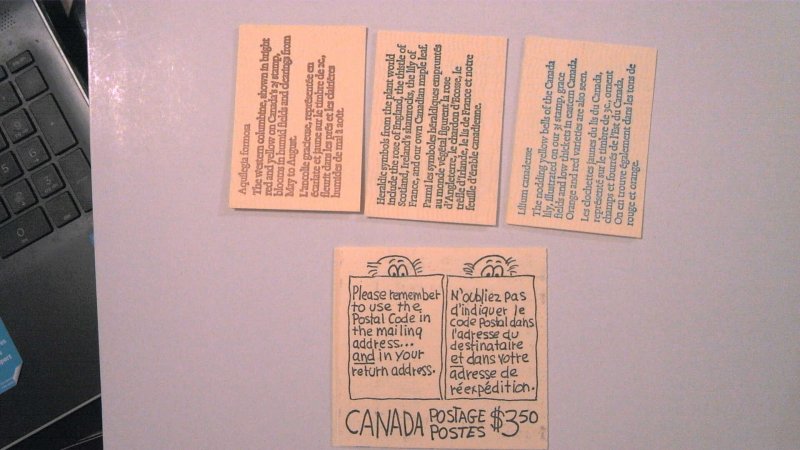 Aquilegia formosa
The western columbine, shown in bright
red and yellow on Canada's 2¢ stamp,
blooms in humid fields and clearings from
May to August.
L'ancolie gracieuse, représentée en
écarlate et jaune sur le timbre de 2¢,
fleurit dans les prés et les clairières
humides de mai à août.
Heraldic symbols from the plant world
include the rose of England, the thistle of
Scotland, Ireland's shamrocks, the lily of
France, and our own Canadian maple leaf.
Parmi les symboles héraldiques empruntés
au monde végétal figurent la rose
d'Angleterre, le chardon d'Écosse, le
trèfle d'Irlande, le lis de France et notre
feuille d'érable canadienne.
Lilium canadense
The nodding yellow bells of the Canada
lily, illustrated on our 3¢ stamp, grace
fields and low thickets in eastern Canada.
Orange and red varieties are also seen.
Les clochettes jaunes du lis du Canada,
représenté sur le timbre de 3¢, ornent
champs et fourrés de l'Est du Canada.
On en trouve également dans les tons de
rouge et orange.
Please remember
to use the
Postal Code in
the mailing
address...
and in your
return address.
N'oubliez pas
d'indiquer le
code postal dans
l'adresse du
destinataire
et dans votre
adresse de
réexpédition.
CANADA POSTAGE POSTES $3.50